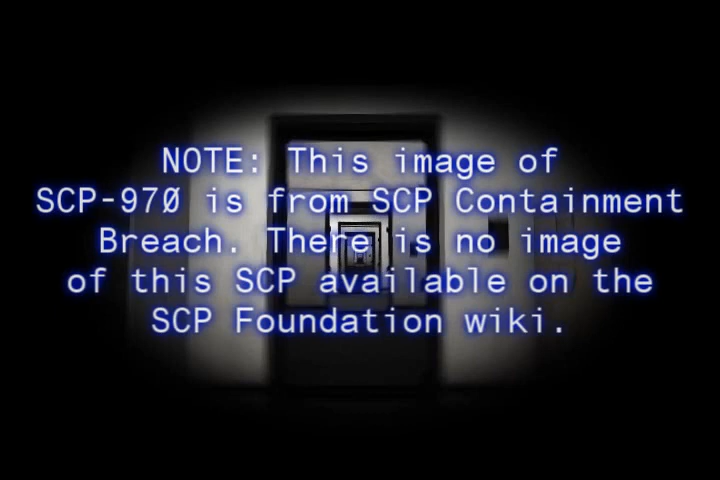 NOTE: This image of
SCP-970 is from SCP Containment
Breach. There is no image
of this SCP available on the
SCP Foundation wiki.